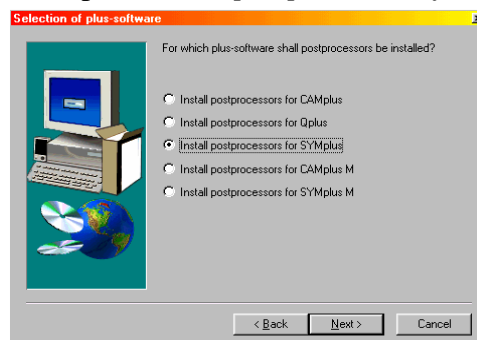 Selection of plus-software
For which plus-software shall postprocessors be installed?
Install postprocessors for CAMplus
Install postprocessors for Qplus
Install postprocessors for SYMplus
Install postprocessors for CAMplus M
Install postprocessors for SYMplus M
< Back
Next >
Cancel